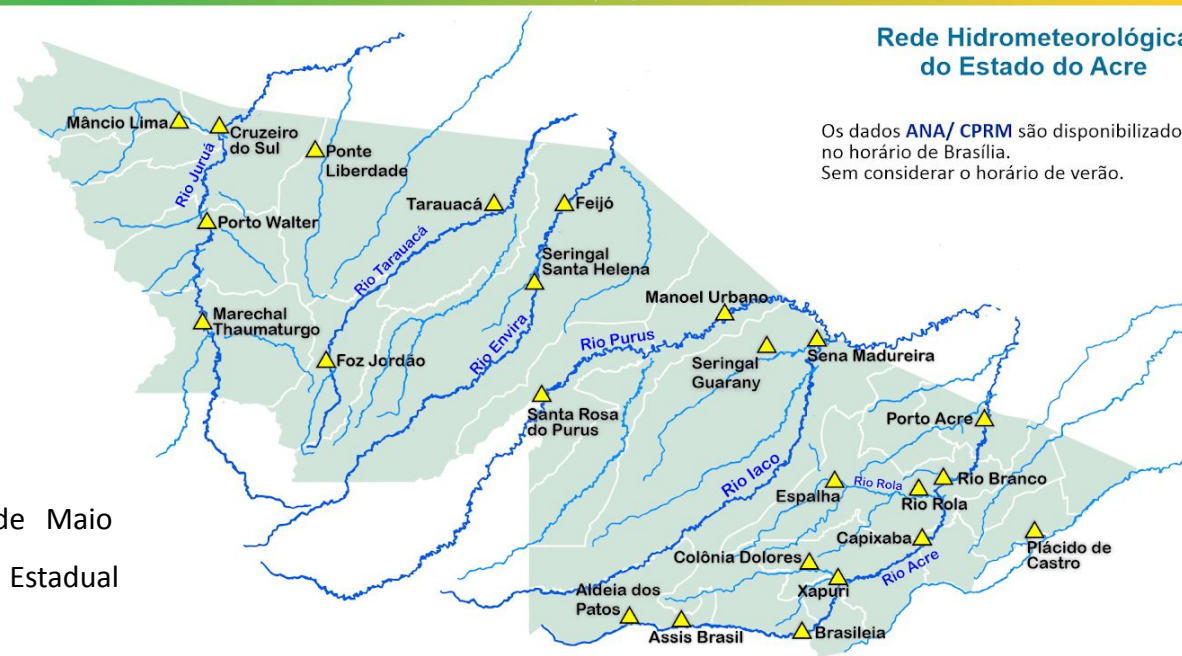 Rede Hidrometeorológica
do Estado do Acre
Os dados ANA/ CPRM são disponibilizado
no horário de Brasília.
Sem considerar o horário de verão.
Mâncio Lima
Cruzeiro
do Sul
Ponte
Liberdade
Rio Juruá
Porto Walter
Tarauacá
Feijó
Rio Tarauacá
Seringal
Santa Helena
Marechal
Thaumaturgo
Foz Jordão
Rio Envira
Manoel Urbano
Rio Purus
Seringal
Guarany
Sena Madureira
Santa Rosa
do Purus
Porto Acre
Rio Iaco
Espalha
Rio Rola
Rio Rola
Rio Branco
Capixaba
Plácido de
Castro
Colônia Dolores
Rio Acre
Xapuri
Aldeia dos
Patos
Assis Brasil
Brasileia
de Maio
Estadual